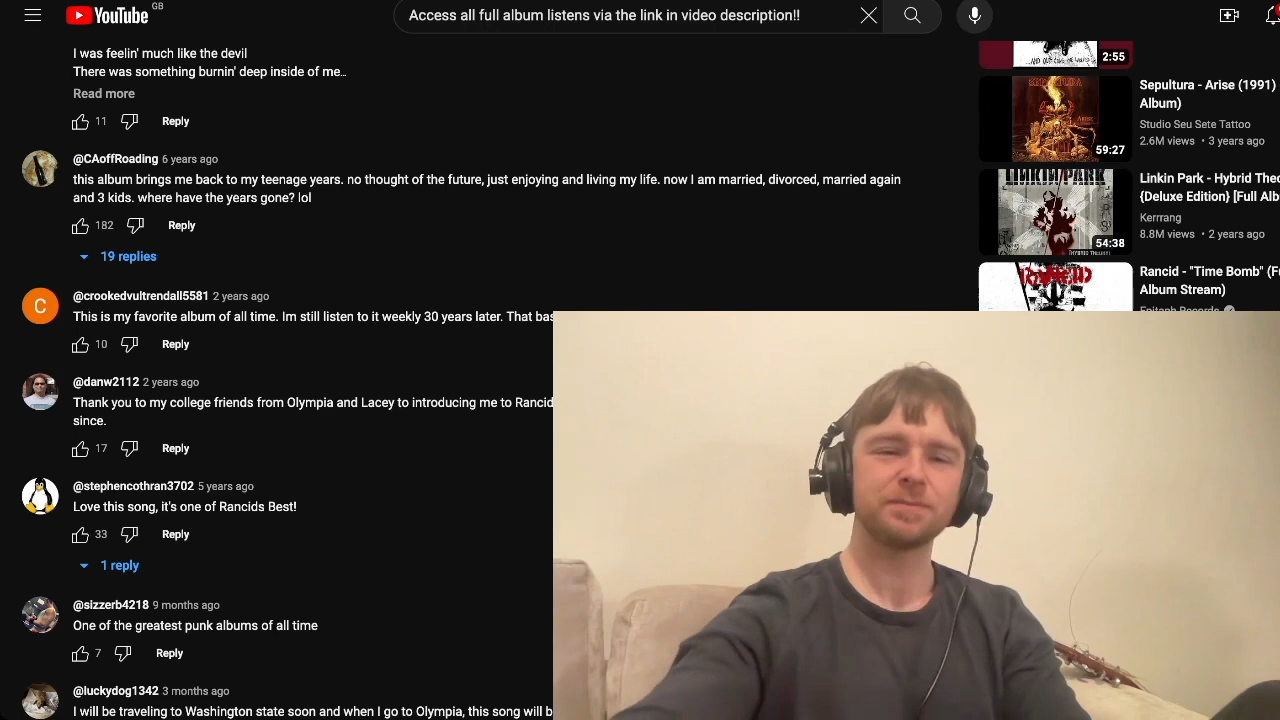 YouTube GB
Access all full album listens via the link in video description!!
I was feelin' much like the devil
There was something burnin' deep inside of me…
Read more
11 Reply
@CAoffRoading 6 years ago
this album brings me back to my teenage years. no thought of the future, just enjoying and living my life. now I am married, divorced, married again
and 3 kids. where have the years gone? lol
182 Reply
19 replies
C
@crookedvultrendall5581 2 years ago
This is my favorite album of all time. Im still listen to it weekly 30 years later. That bas
10 Reply
@danw2112 2 years ago
Thank you to my college friends from Olympia and Lacey to introducing me to Rancid
since.
17 Reply
@stephencothran3702 5 years ago
Love this song, it's one of Rancids Best!
33 Reply
1 reply
@sizzerb4218 9 months ago
One of the greatest punk albums of all time
7 Reply
@luckydog1342 3 months ago
I will be traveling to Washington state soon and when I go to Olympia, this song will b
2:55
59:27
Sepultura - Arise (1991)
Album)
Studio Seu Sete Tattoo
2.6M views • 3 years ago
LINKIN PARK
54:38
Linkin Park - Hybrid Theo
{Deluxe Edition} [Full Alb
Kerrrang
8.8M views • 2 years ago
RANCID
Rancid - "Time Bomb" (Fu
Album Stream)
Epitaph Records